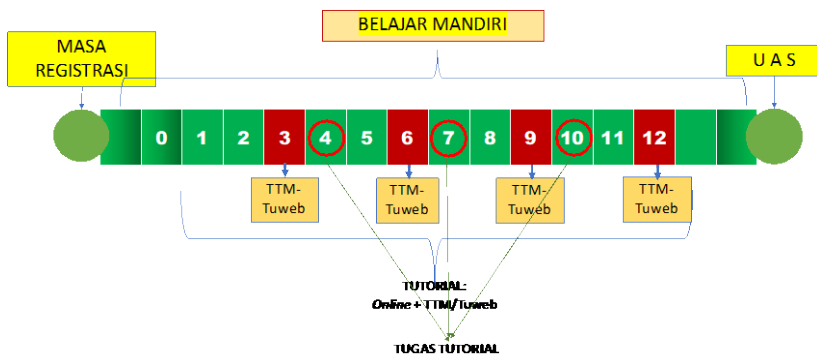 BELAJAR MANDIRI
MASA
REGISTRASI
U A S
0 1 2 3 4 5 6 7 8 9 10 11 12
TTM-
Tuweb
TTM-
Tuweb
TTM-
Tuweb
TTM-
Tuweb
TUTORIAL:
Online + TTM/Tuweb
TUGAS TUTORIAL